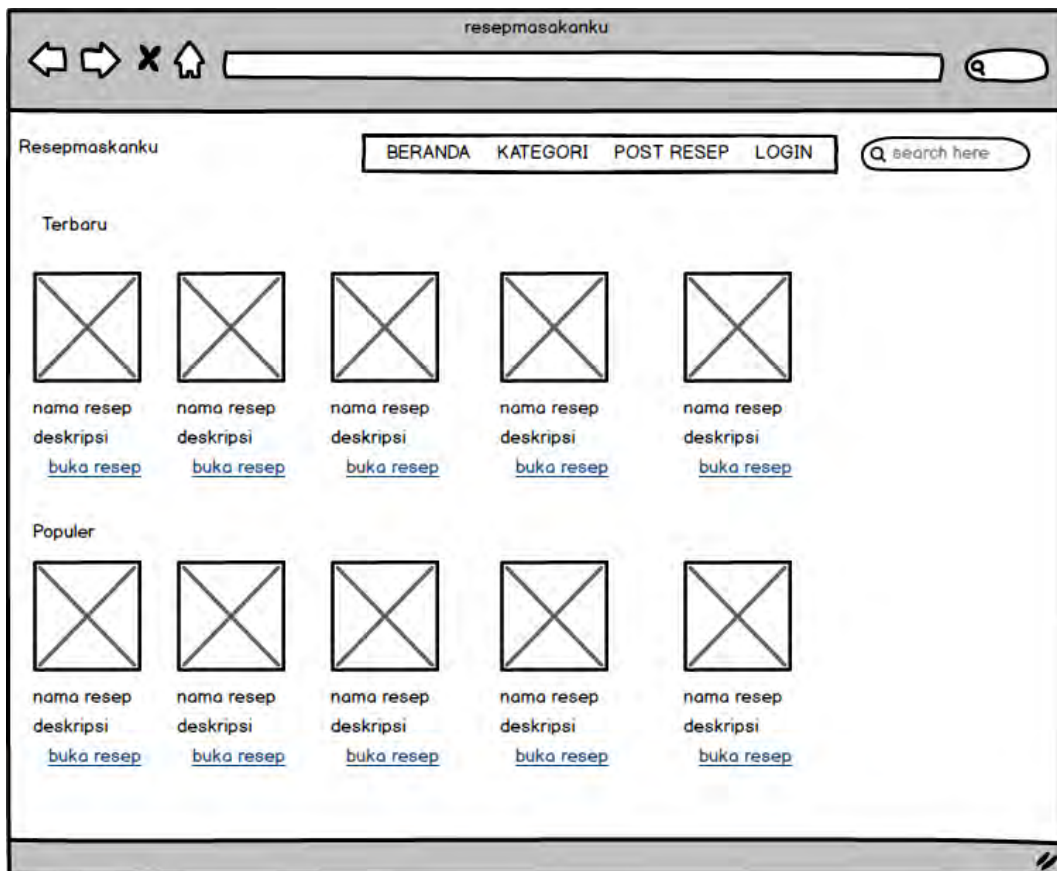 resepmasakanku
Resepmaskanku
BERANDA KATEGORI POST RESEP LOGIN
search here
Terbaru
nama resep nama resep nama resep nama resep nama resep
deskripsi deskripsi deskripsi deskripsi deskripsi
buka resep buka resep buka resep buka resep buka resep
Populer
nama resep nama resep nama resep nama resep nama resep
deskripsi deskripsi deskripsi deskripsi deskripsi
buka resep buka resep buka resep buka resep buka resep